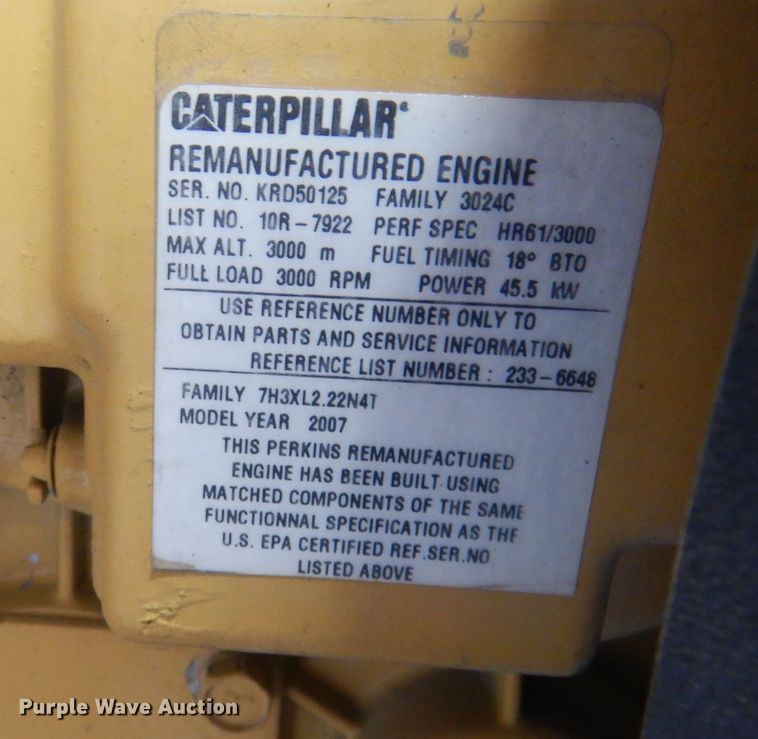 CATERPILLAR
REMANUFACTURED ENGINE
SER. NO. KRD50125 FAMILY 3024C
LIST NO. 10R-7922 PERF SPEC HR61/3000
MAX ALT. 3000 m FUEL TIMING 18° BTO
FULL LOAD 3000 RPM POWER 45.5 kW
USE REFERENCE NUMBER ONLY TO
OBTAIN PARTS AND SERVICE INFORMATION
REFERENCE LIST NUMBER : 233-6648
FAMILY 7H3XL2.22N4T
MODEL YEAR 2007
THIS PERKINS REMANUFACTURED
ENGINE HAS BEEN BUILT USING
MATCHED COMPONENTS OF THE SAME
FUNCTIONNAL SPECIFICATION AS THE
U.S. EPA CERTIFIED REF.SER.NO
LISTED ABOVE
Purple Wave Auction